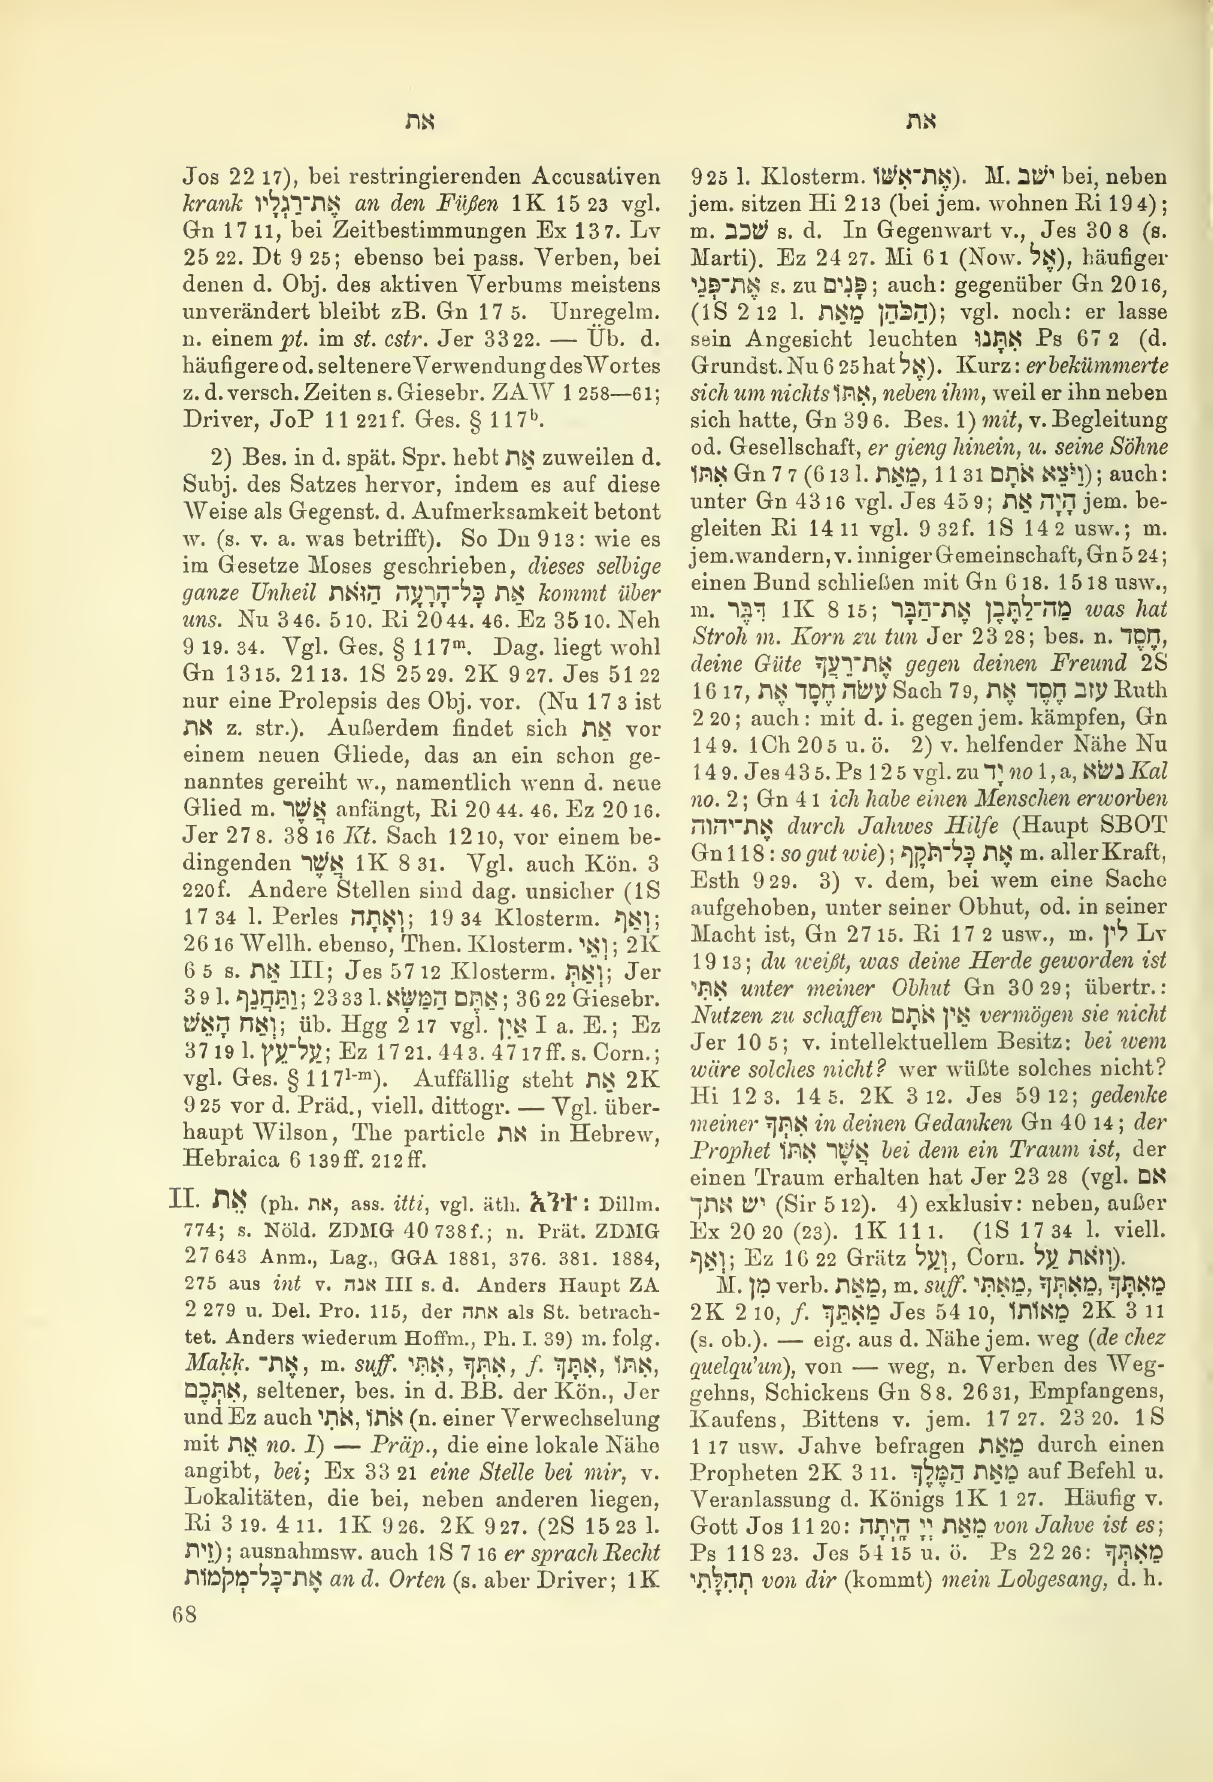 את
את
Jos 22 17), bei restringierenden Accusativen
krank אֶת־רַגְלָיו an den Füßen 1K 15 23 vgl.
Gn 17 11, bei Zeitbestimmungen Ex 13 7. Lv
25 22. Dt 9 25; ebenso bei pass. Verben, bei
denen d. Obj. des aktiven Verbums meistens
unverändert bleibt zB. Gn 17 5. Unregelm.
n. einem pt. im st. cstr. Jer 33 22. — Üb. d.
häufigere od. seltenere Verwendung des Wortes
z. d. versch. Zeiten s. Giesebr. ZAW 1 258—61;
Driver, JoP 11 221f. Ges. § 117b.
2) Bes. in d. spät. Spr. hebt אֵת zuweilen d.
Subj. des Satzes hervor, indem es auf diese
Weise als Gegenst. d. Aufmerksamkeit betont
w. (s. v. a. was betrifft). So Dn 9 13: wie es
im Gesetze Moses geschrieben, dieses selbige
ganze Unheil אֵת כָּל־הָרָעָה הַזּׂאת kommt über
uns. Nu 3 46. 5 10. Ri 20 44. 46. Ez 35 10. Neh
9 19. 34. Vgl. Ges. § 117m. Dag. liegt wohl
Gn 13 15. 21 13. 1S 25 29. 2K 9 27. Jes 51 22
nur eine Prolepsis des Obj. vor. (Nu 17 3 ist
את z. str.). Außerdem findet sich אֵת vor
einem neuen Gliede, das an ein schon ge-
nanntes gereiht w., namentlich wenn d. neue
Glied m. אֲשֶׁר anfängt, Ri 20 44. 46. Ez 20 16.
Jer 27 8. 38 16 Kt. Sach 12 10, vor einem be-
dingenden אֲשֶׁר 1K 8 31. Vgl. auch Kön. 3
220f. Andere Stellen sind dag. unsicher (1S
17 34 l. Perles וְאָתָה; 19 34 Klosterm. וְאַף;
26 16 Wellh. ebenso, Then. Klosterm. וְאֵי; 2K
6 5 s. אֵת III; Jes 57 12 Klosterm. וְאַתְּ; Jer
3 9 l. וַתַּחֲנֵף; 23 33 l. אַתֶּם הַמַּשָּׂא; 36 22 Giesebr.
וְאֵח הָאֵשׁ; üb. Hgg 2 17 vgl. אַיִן I a. E.; Ez
37 19 l. עַל־עֵץ; Ez 17 21. 44 3. 47 17 ff. s. Corn.;
vgl. Ges. § 117l-m). Auffällig steht אֵת 2K
9 25 vor d. Präd., viell. dittogr. — Vgl. über-
haupt Wilson, The particle את in Hebrew,
Hebraica 6 139 ff. 212 ff.
II. אֵת (ph. את, ass. itti, vgl. äth. እንተ፡ Dillm.
774; s. Nöld. ZDMG 40 738 f.; n. Prät. ZDMG
27 643 Anm., Lag., GGA 1881, 376. 381. 1884,
275 aus int v. אנה III s. d. Anders Haupt ZA
2 279 u. Del. Pro. 115, der אתה als St. betrach-
tet. Anders wiederum Hoffm., Ph. I. 39) m. folg.
Maḳḳ. אֶת־, m. suff. אִתִּי, אִתְּךָ, f. אִתָּךְ, אִתּוֹ,
אִתְּכֶם, seltener, bes. in d. BB. der Kön., Jer
und Ez auch אֹתִי, אֹתוֹ (n. einer Verwechselung
mit אֵת no. I) — Präp., die eine lokale Nähe
angibt, bei; Ex 33 21 eine Stelle bei mir, v.
Lokalitäten, die bei, neben anderen liegen,
Ri 3 19. 4 11. 1K 9 26. 2K 9 27. (2S 15 23 l.
זֵית); ausnahmsw. auch 1S 7 16 er sprach Recht
אֶת־כָּל־מְקֹמוֹת an d. Orten (s. aber Driver; 1K
68
9 25 l. Klosterm. אֶת־אִשּׁוֹ). M. ישׁב bei, neben
jem. sitzen Hi 2 13 (bei jem. wohnen Ri 19 4);
m. שׁכב s. d. In Gegenwart v., Jes 30 8 (s.
Marti). Ez 24 27. Mi 6 1 (Now. אֶל), häufiger
אֶת־פְּנֵי s. zu פָּנִים; auch: gegenüber Gn 20 16,
(1S 2 12 l. מֵאֵת הַכֹּהֵן); vgl. noch: er lasse
sein Angesicht leuchten אִתָּנוּ Ps 67 2 (d.
Grundst. Nu 6 25 hat אֶל). Kurz: er bekümmerte
sich um nichts אִתּוֹ, neben ihm, weil er ihn neben
sich hatte, Gn 39 6. Bes. 1) mit, v. Begleitung
od. Gesellschaft, er gieng hinein, u. seine Söhne
אִתּוֹ Gn 7 7 (6 13 l. מֵאֵת, 11 31 וַיֹּצֵא אֹתָם); auch:
unter Gn 43 16 vgl. Jes 45 9; הָיָה אֵת jem. be-
gleiten Ri 14 11 vgl. 9 32f. 1S 14 2 usw.; m.
jem. wandern, v. inniger Gemeinschaft, Gn 5 24;
einen Bund schließen mit Gn 6 18. 15 18 usw.,
m. דִּבֶּר 1K 8 15; מַה־לַּתֶּבֶן אֶת־הַבָּר was hat
Stroh m. Korn zu tun Jer 23 28; bes. n. חֶסֶד,
deine Güte אֶת־רֵעֶךָ gegen deinen Freund 2S
16 17, עָשָׂה חֶסֶד אֵת Sach 7 9, עזב חֶסֶד אֵת Ruth
2 20; auch: mit d. i. gegen jem. kämpfen, Gn
14 9. 1Ch 20 5 u. ö. 2) v. helfender Nähe Nu
14 9. Jes 43 5. Ps 12 5 vgl. zu יָד no 1, a, נשׂא Kal
no. 2; Gn 4 1 ich habe einen Menschen erworben
אֶת־יהוה durch Jahwes Hilfe (Haupt SBOT
Gn 118: so gut wie); אֶת כָּל־תֹּקֶף m. aller Kraft,
Esth 9 29. 3) v. dem, bei wem eine Sache
aufgehoben, unter seiner Obhut, od. in seiner
Macht ist, Gn 27 15. Ri 17 2 usw., m. לין Lv
19 13; du weißt, was deine Herde geworden ist
אִתִּי unter meiner Obhut Gn 30 29; übertr.:
Nutzen zu schaffen אֵין אֹתָם vermögen sie nicht
Jer 10 5; v. intellektuellem Besitz: bei wem
wäre solches nicht? wer wüßte solches nicht?
Hi 12 3. 14 5. 2K 3 12. Jes 59 12; gedenke
meiner אִתְּךָ in deinen Gedanken Gn 40 14; der
Prophet אֲשֶׁר אִתּוֹ bei dem ein Traum ist, der
einen Traum erhalten hat Jer 23 28 (vgl. אם
יש אתך (Sir 5 12). 4) exklusiv: neben, außer
Ex 20 20 (23). 1K 11 1. (1S 17 34 l. viell.
וְאַף; Ez 16 22 Grätz וְעַל, Corn. וְזֹאת עַל).
M. מִן verb. מֵאֵת, m. suff. מֵאִתִּי, מֵאִתְּךָ, מֵאִתָּךְ
2K 2 10, f. מֵאִתֵּךְ Jes 54 10, מֵאוֹתוֹ 2K 3 11
(s. ob.). — eig. aus d. Nähe jem. weg (de chez
quelqu'un), von — weg, n. Verben des Weg-
gehns, Schickens Gn 8 8. 26 31, Empfangens,
Kaufens, Bittens v. jem. 17 27. 23 20. 1S
1 17 usw. Jahve befragen מֵאֵת durch einen
Propheten 2K 3 11. מֵאֵת הַמֶּלֶךְ auf Befehl u.
Veranlassung d. Königs 1K 1 27. Häufig v.
Gott Jos 11 20: מֵאֵת יְיָ הָיְתָה von Jahve ist es;
Ps 118 23. Jes 54 15 u. ö. Ps 22 26: מֵאִתְּךָ
תְהִלָּתִי von dir (kommt) mein Lobgesang, d. h.